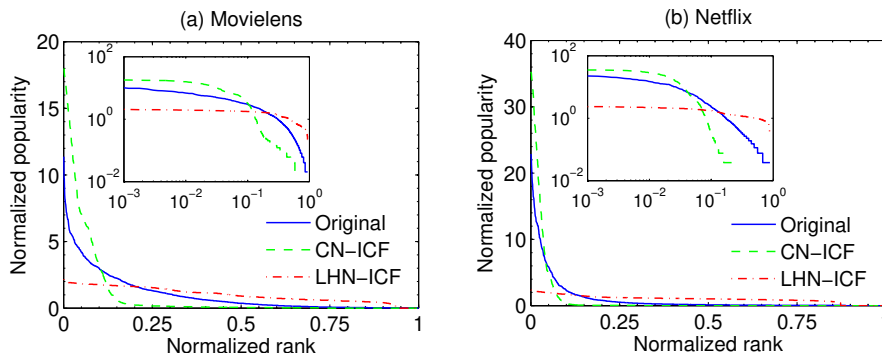 (a) Movielens
Normalized popularity
20
15
10
5
0
0 0.25 0.5 0.75 1
Normalized rank
10^2
10^0
10^-2
10^-3 10^-2 10^-1 10^0
Original
CN-ICF
LHN-ICF
(b) Netflix
Normalized popularity
40
30
20
10
0
0 0.25 0.5 0.75
Normalized rank
10^2
10^0
10^-2
10^-3 10^-2 10^-1 10^0
Original
CN-ICF
LHN-ICF